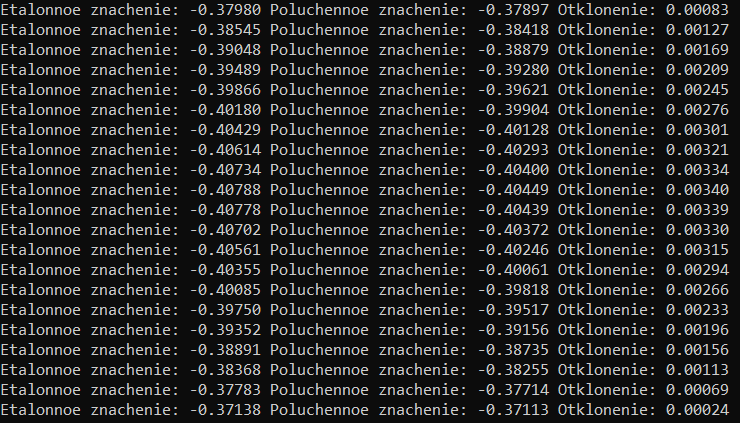 Etalonnoe znachenie: -0.37980 Poluchennoe znachenie: -0.37897 Otklonenie: 0.00083
Etalonnoe znachenie: -0.38545 Poluchennoe znachenie: -0.38418 Otklonenie: 0.00127
Etalonnoe znachenie: -0.39048 Poluchennoe znachenie: -0.38879 Otklonenie: 0.00169
Etalonnoe znachenie: -0.39489 Poluchennoe znachenie: -0.39280 Otklonenie: 0.00209
Etalonnoe znachenie: -0.39866 Poluchennoe znachenie: -0.39621 Otklonenie: 0.00245
Etalonnoe znachenie: -0.40180 Poluchennoe znachenie: -0.39904 Otklonenie: 0.00276
Etalonnoe znachenie: -0.40429 Poluchennoe znachenie: -0.40128 Otklonenie: 0.00301
Etalonnoe znachenie: -0.40614 Poluchennoe znachenie: -0.40293 Otklonenie: 0.00321
Etalonnoe znachenie: -0.40734 Poluchennoe znachenie: -0.40400 Otklonenie: 0.00334
Etalonnoe znachenie: -0.40788 Poluchennoe znachenie: -0.40449 Otklonenie: 0.00340
Etalonnoe znachenie: -0.40778 Poluchennoe znachenie: -0.40439 Otklonenie: 0.00339
Etalonnoe znachenie: -0.40702 Poluchennoe znachenie: -0.40372 Otklonenie: 0.00330
Etalonnoe znachenie: -0.40561 Poluchennoe znachenie: -0.40246 Otklonenie: 0.00315
Etalonnoe znachenie: -0.40355 Poluchennoe znachenie: -0.40061 Otklonenie: 0.00294
Etalonnoe znachenie: -0.40085 Poluchennoe znachenie: -0.39818 Otklonenie: 0.00266
Etalonnoe znachenie: -0.39750 Poluchennoe znachenie: -0.39517 Otklonenie: 0.00233
Etalonnoe znachenie: -0.39352 Poluchennoe znachenie: -0.39156 Otklonenie: 0.00196
Etalonnoe znachenie: -0.38891 Poluchennoe znachenie: -0.38735 Otklonenie: 0.00156
Etalonnoe znachenie: -0.38368 Poluchennoe znachenie: -0.38255 Otklonenie: 0.00113
Etalonnoe znachenie: -0.37783 Poluchennoe znachenie: -0.37714 Otklonenie: 0.00069
Etalonnoe znachenie: -0.37138 Poluchennoe znachenie: -0.37113 Otklonenie: 0.00024